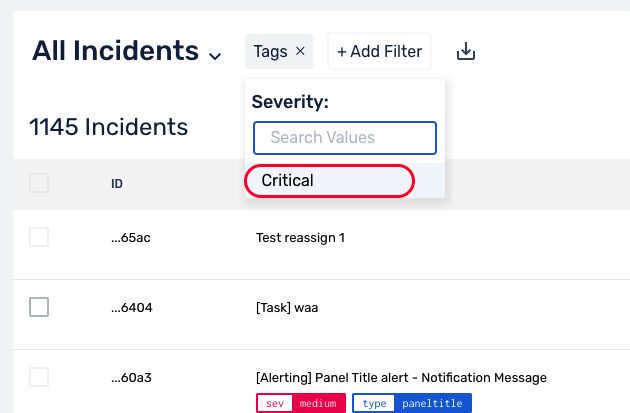 All Incidents
Tags ×
+ Add Filter
Severity:
Search Values
Critical
1145 Incidents
ID
...65ac Test reassign 1
...6404 [Task] waa
...60a3 [Alerting] Panel Title alert - Notification Message
sev medium type paneltitle